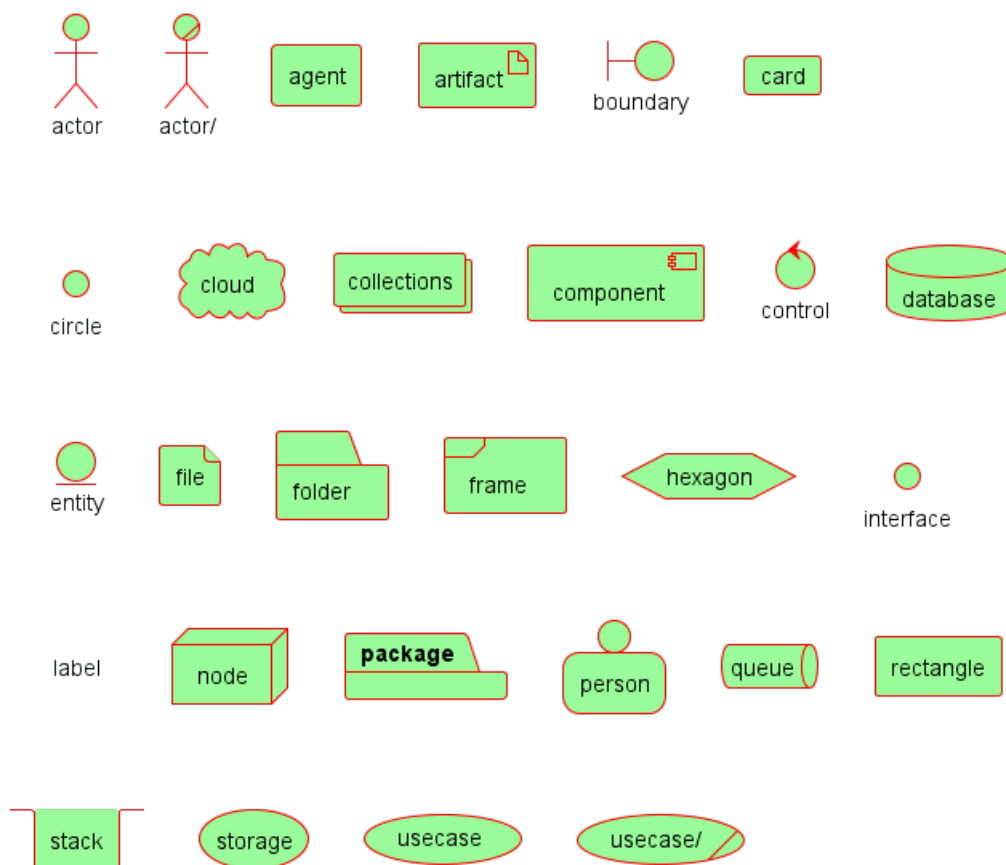 actor
actor/
agent
artifact
boundary
card
circle
cloud
collections
component
control
database
entity
file
folder
frame
hexagon
interface
label
node
package
person
queue
rectangle
stack
storage
usecase
usecase/